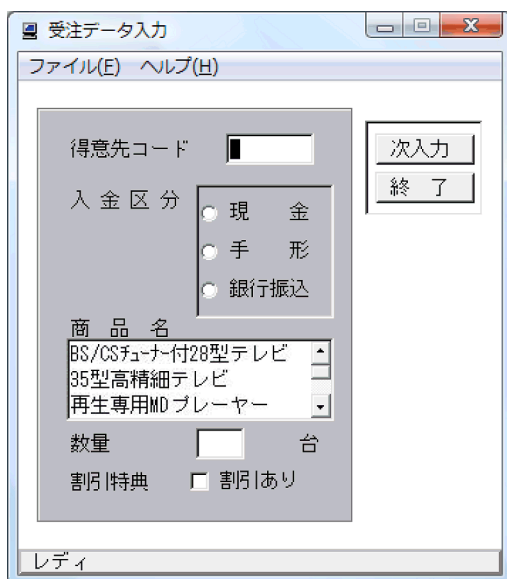 受注データ入力
ファイル(F) ヘルプ(H)
得意先コード
次入力
終 了
入金区分
現 金
手 形
銀行振込
商 品 名
BS/CSﾁｭｰﾅｰ付28型テレビ
35型高精細テレビ
再生専用MDプレーヤー
数量 台
割引特典 割引あり
レディ